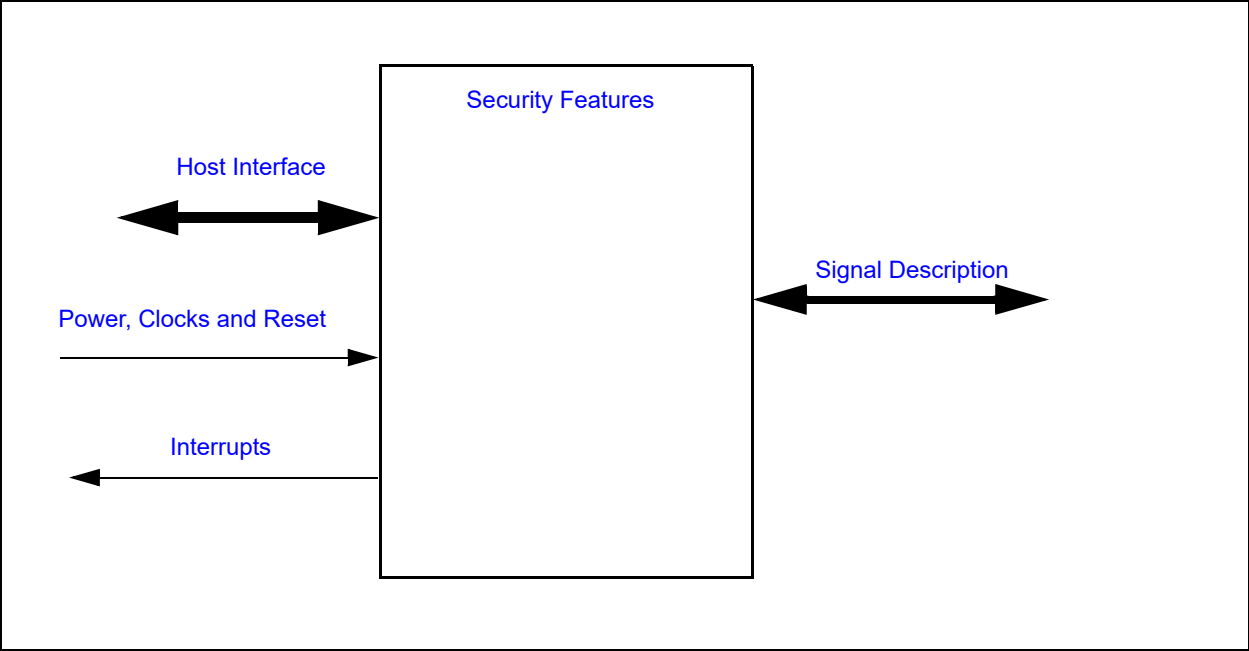 Security Features
Host Interface
Signal Description
Power, Clocks and Reset
Interrupts